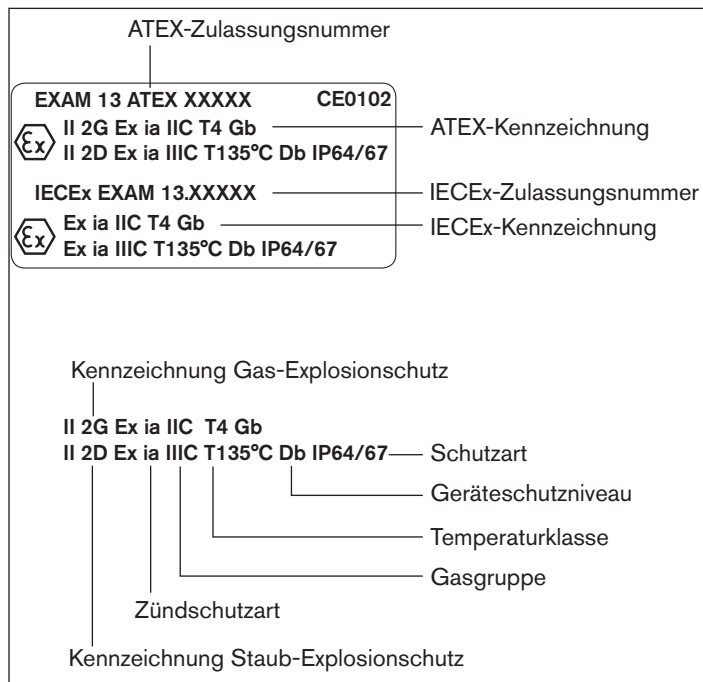 ATEX-Zulassungsnummer
EXAM 13 ATEX XXXXX CE0102
Ex II 2G Ex ia IIC T4 Gb
II 2D Ex ia IIIC T135°C Db IP64/67
ATEX-Kennzeichnung
IECEx EXAM 13.XXXXX
IECEx-Zulassungsnummer
Ex Ex ia IIC T4 Gb
Ex ia IIIC T135°C Db IP64/67
IECEx-Kennzeichnung
Kennzeichnung Gas-Explosionschutz
II 2G Ex ia IIC T4 Gb
II 2D Ex ia IIIC T135°C Db IP64/67
Schutzart
Geräteschutzniveau
Temperaturklasse
Gasgruppe
Zündschutzart
Kennzeichnung Staub-Explosionschutz